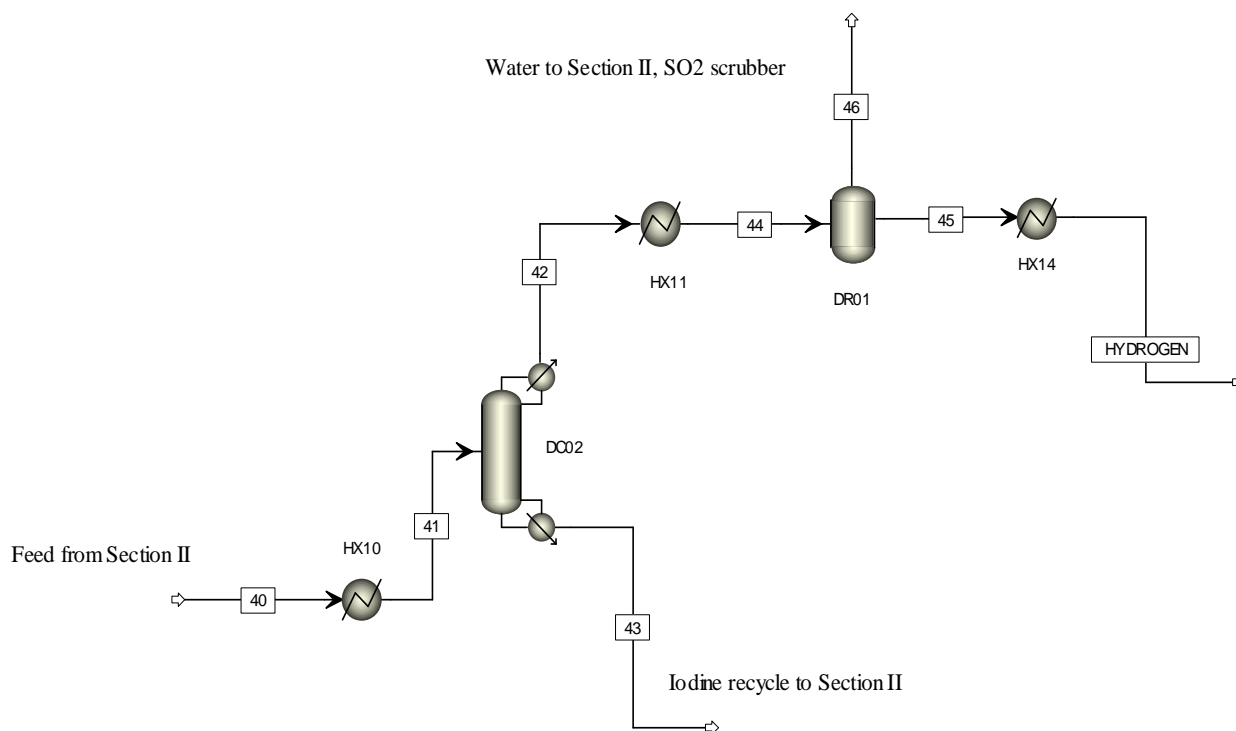 Water to Section II, SO2 scrubber
46
44
45
42
HX11
DR01
HX14
HYDROGEN
DC02
41
Feed from Section II
HX10
40
43
Iodine recycle to Section II